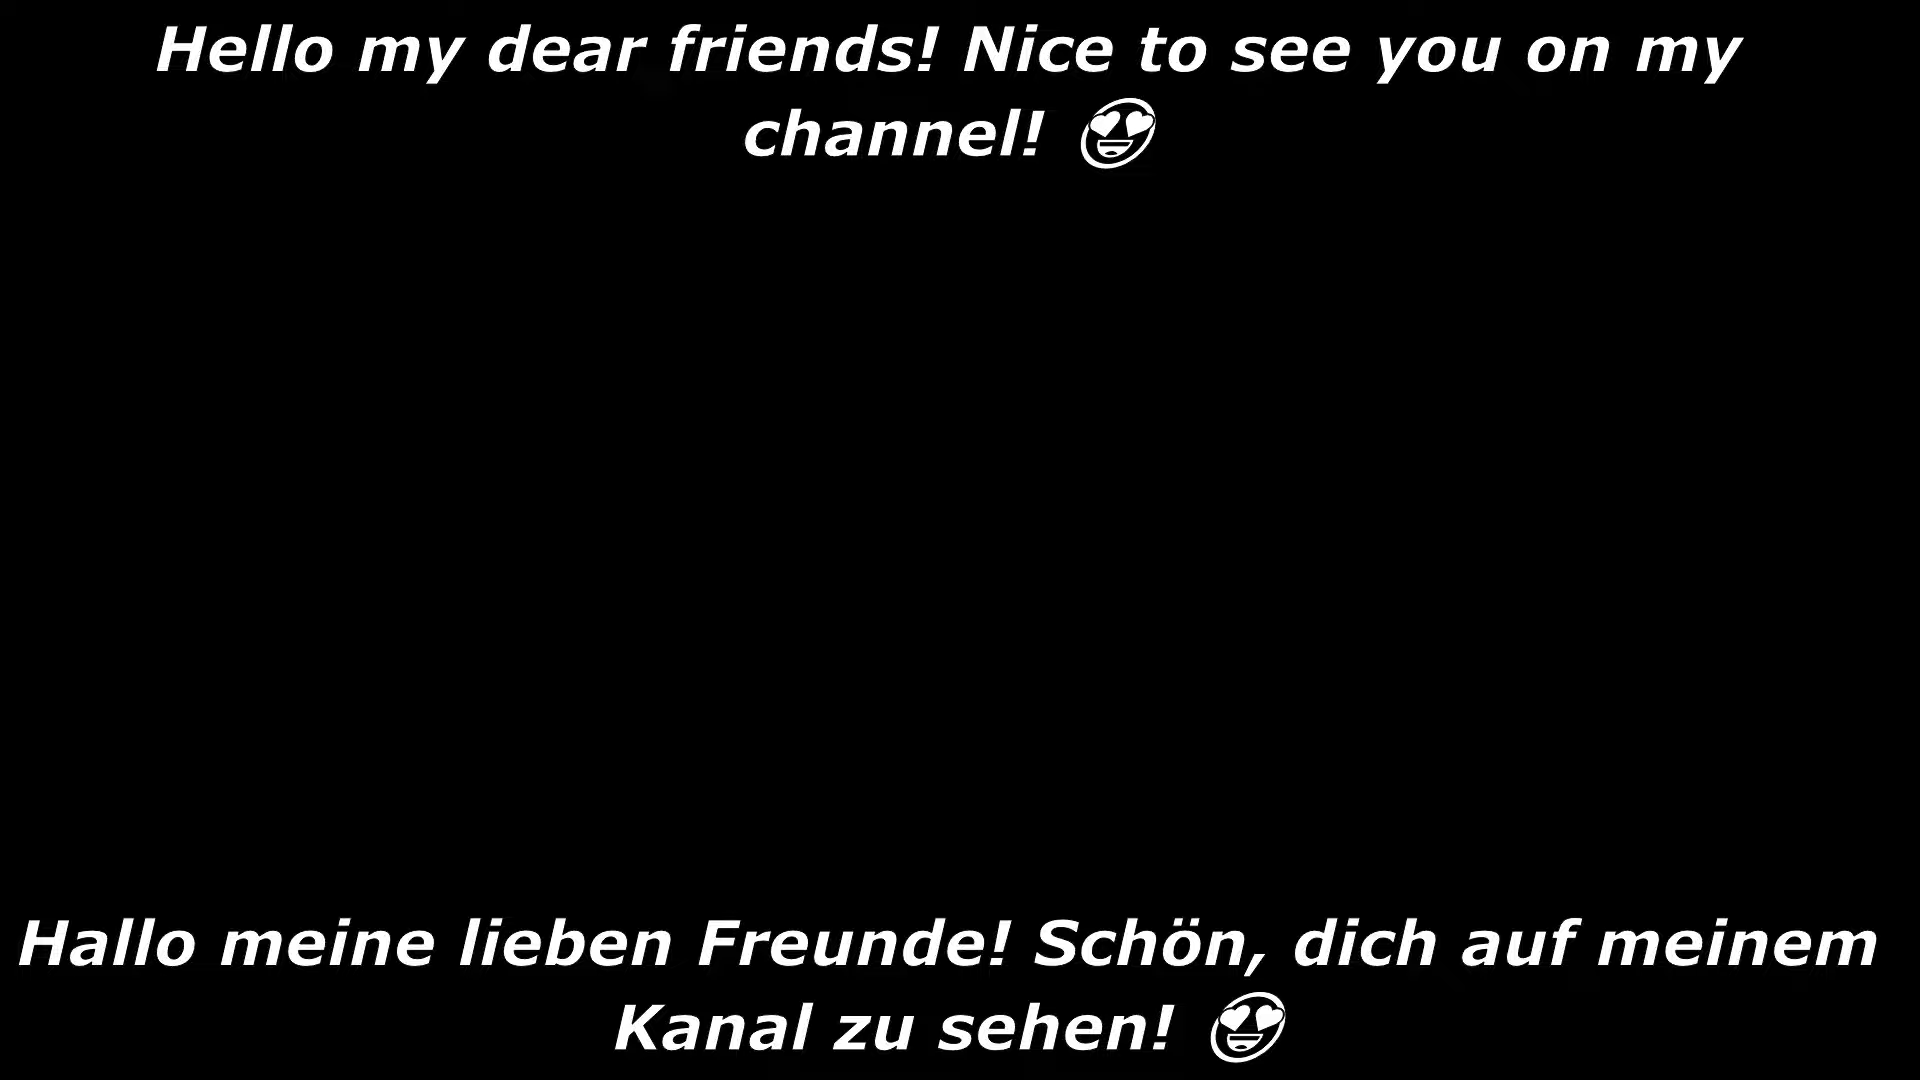 Hello my dear friends! Nice to see you on my
channel! 😍
Hallo meine lieben Freunde! Schön, dich auf meinem
Kanal zu sehen! 😍